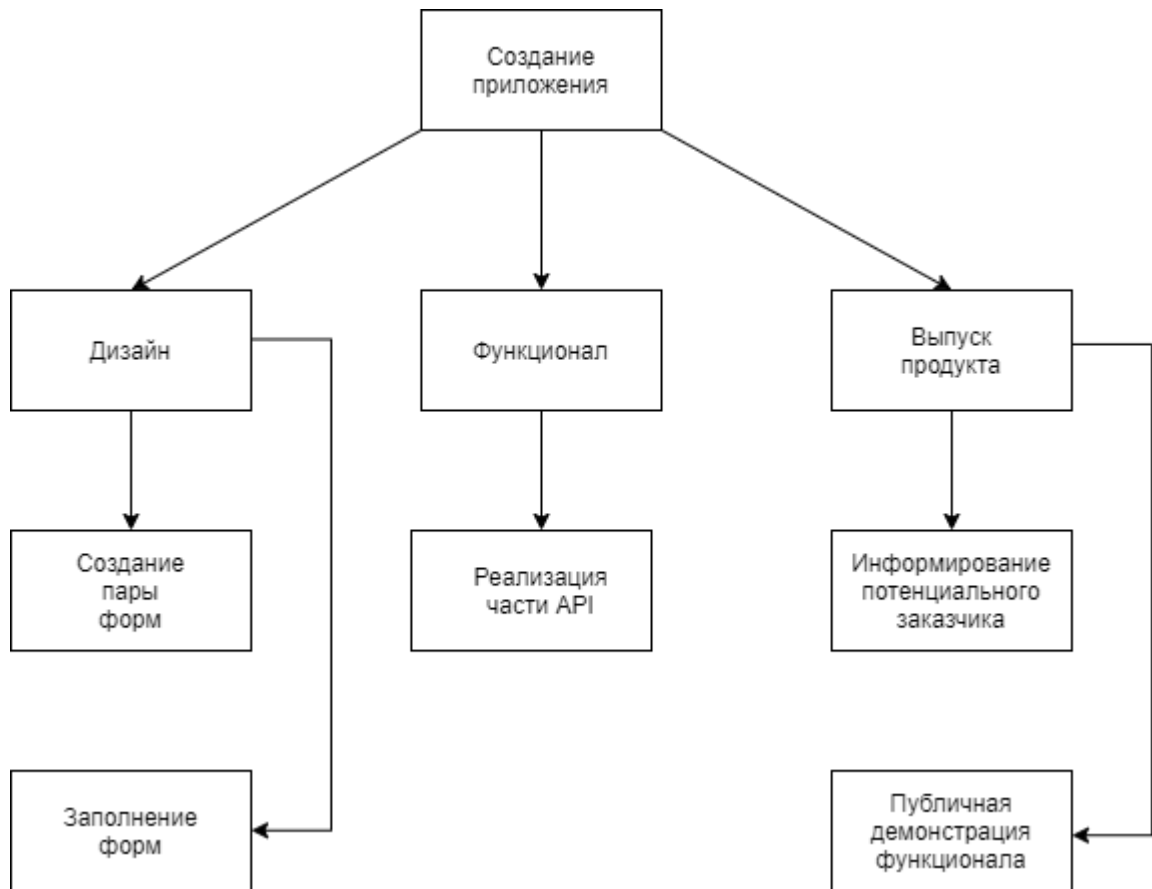 Создание
приложения
Дизайн
Функционал
Выпуск
продукта
Создание
пары
форм
Реализация
части API
Информирование
потенциального
заказчика
Заполнение
форм
Публичная
демонстрация
функционала